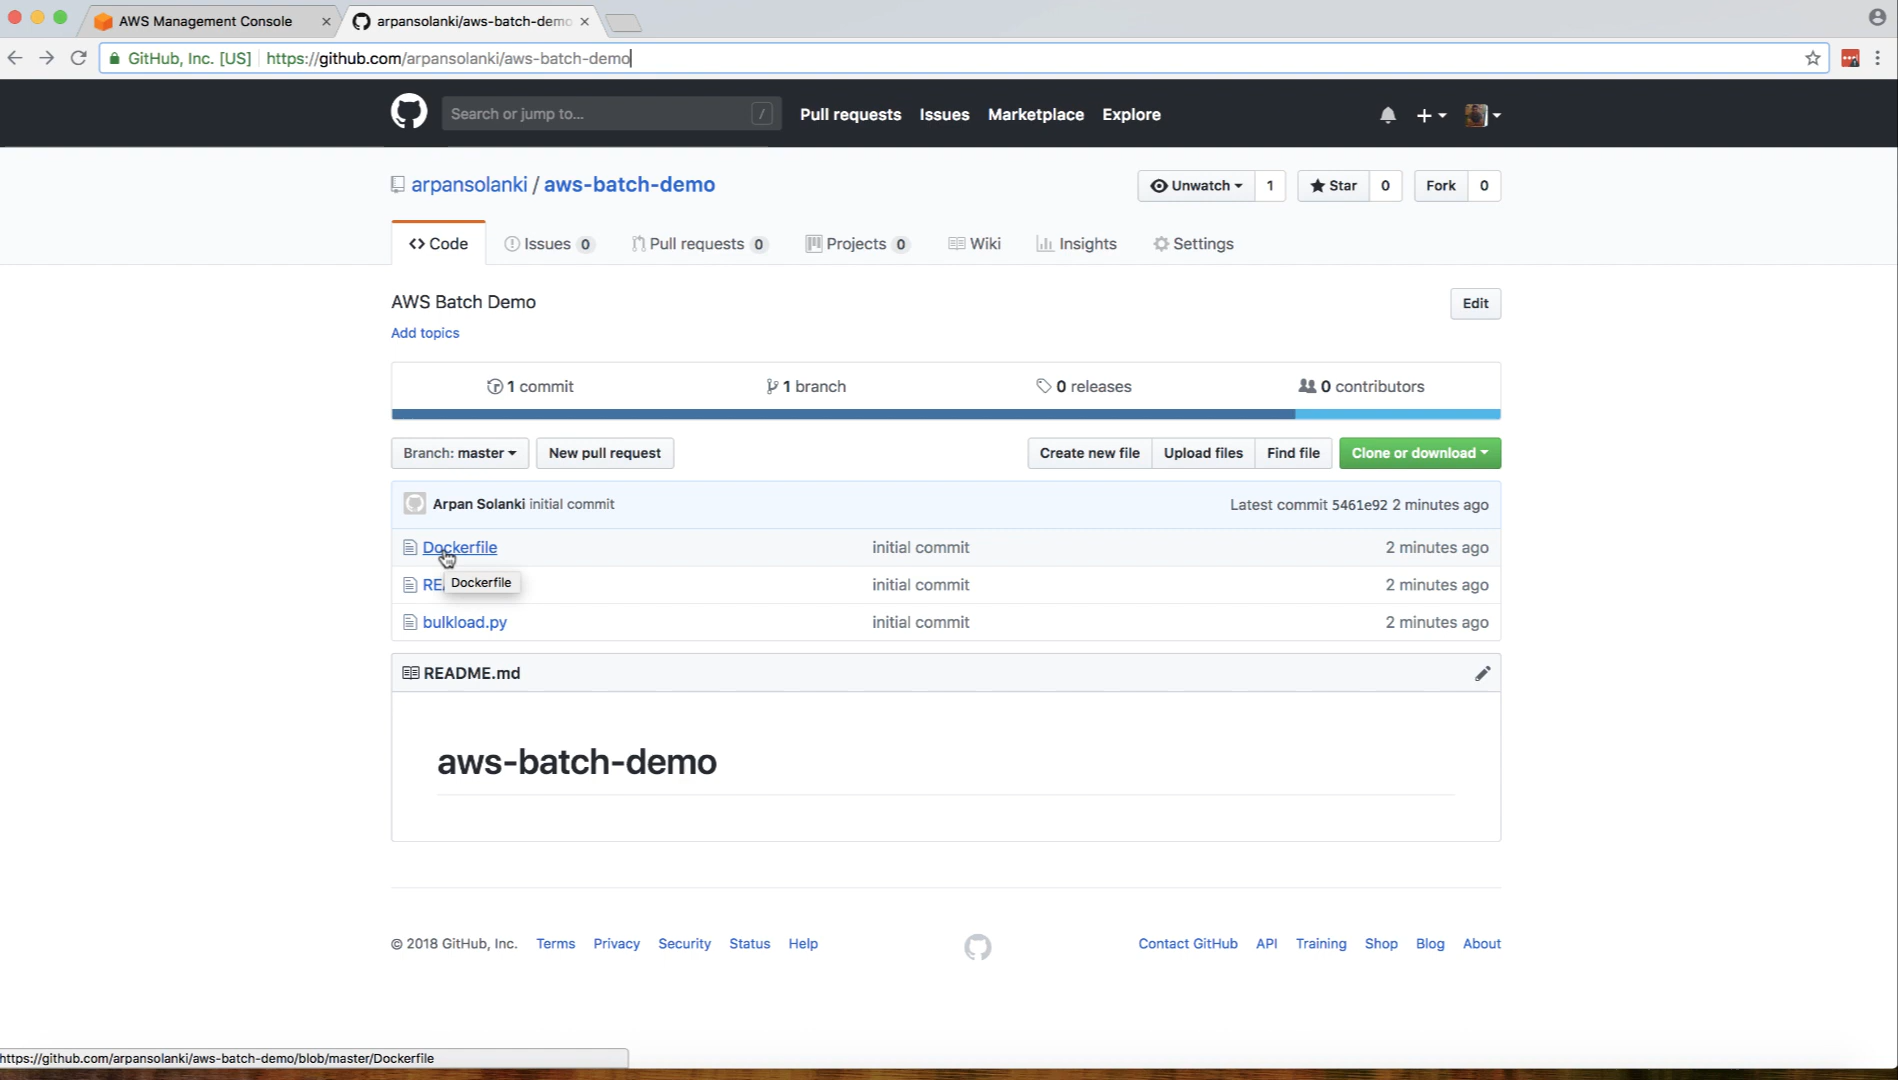 AWS Management Console
arpansolanki/aws-batch-demo
GitHub, Inc. [US] https://github.com/arpansolanki/aws-batch-demo
Search or jump to... / Pull requests Issues Marketplace Explore
arpansolanki / aws-batch-demo Unwatch 1 Star 0 Fork 0
Code Issues 0 Pull requests 0 Projects 0 Wiki Insights Settings
AWS Batch Demo Edit
Add topics
1 commit 1 branch 0 releases 0 contributors
Branch: master New pull request Create new file Upload files Find file Clone or download
Arpan Solanki initial commit Latest commit 5461e92 2 minutes ago
Dockerfile initial commit 2 minutes ago
Dockerfile
RE initial commit 2 minutes ago
bulkload.py initial commit 2 minutes ago
README.md
aws-batch-demo
© 2018 GitHub, Inc. Terms Privacy Security Status Help Contact GitHub API Training Shop Blog About
https://github.com/arpansolanki/aws-batch-demo/blob/master/Dockerfile